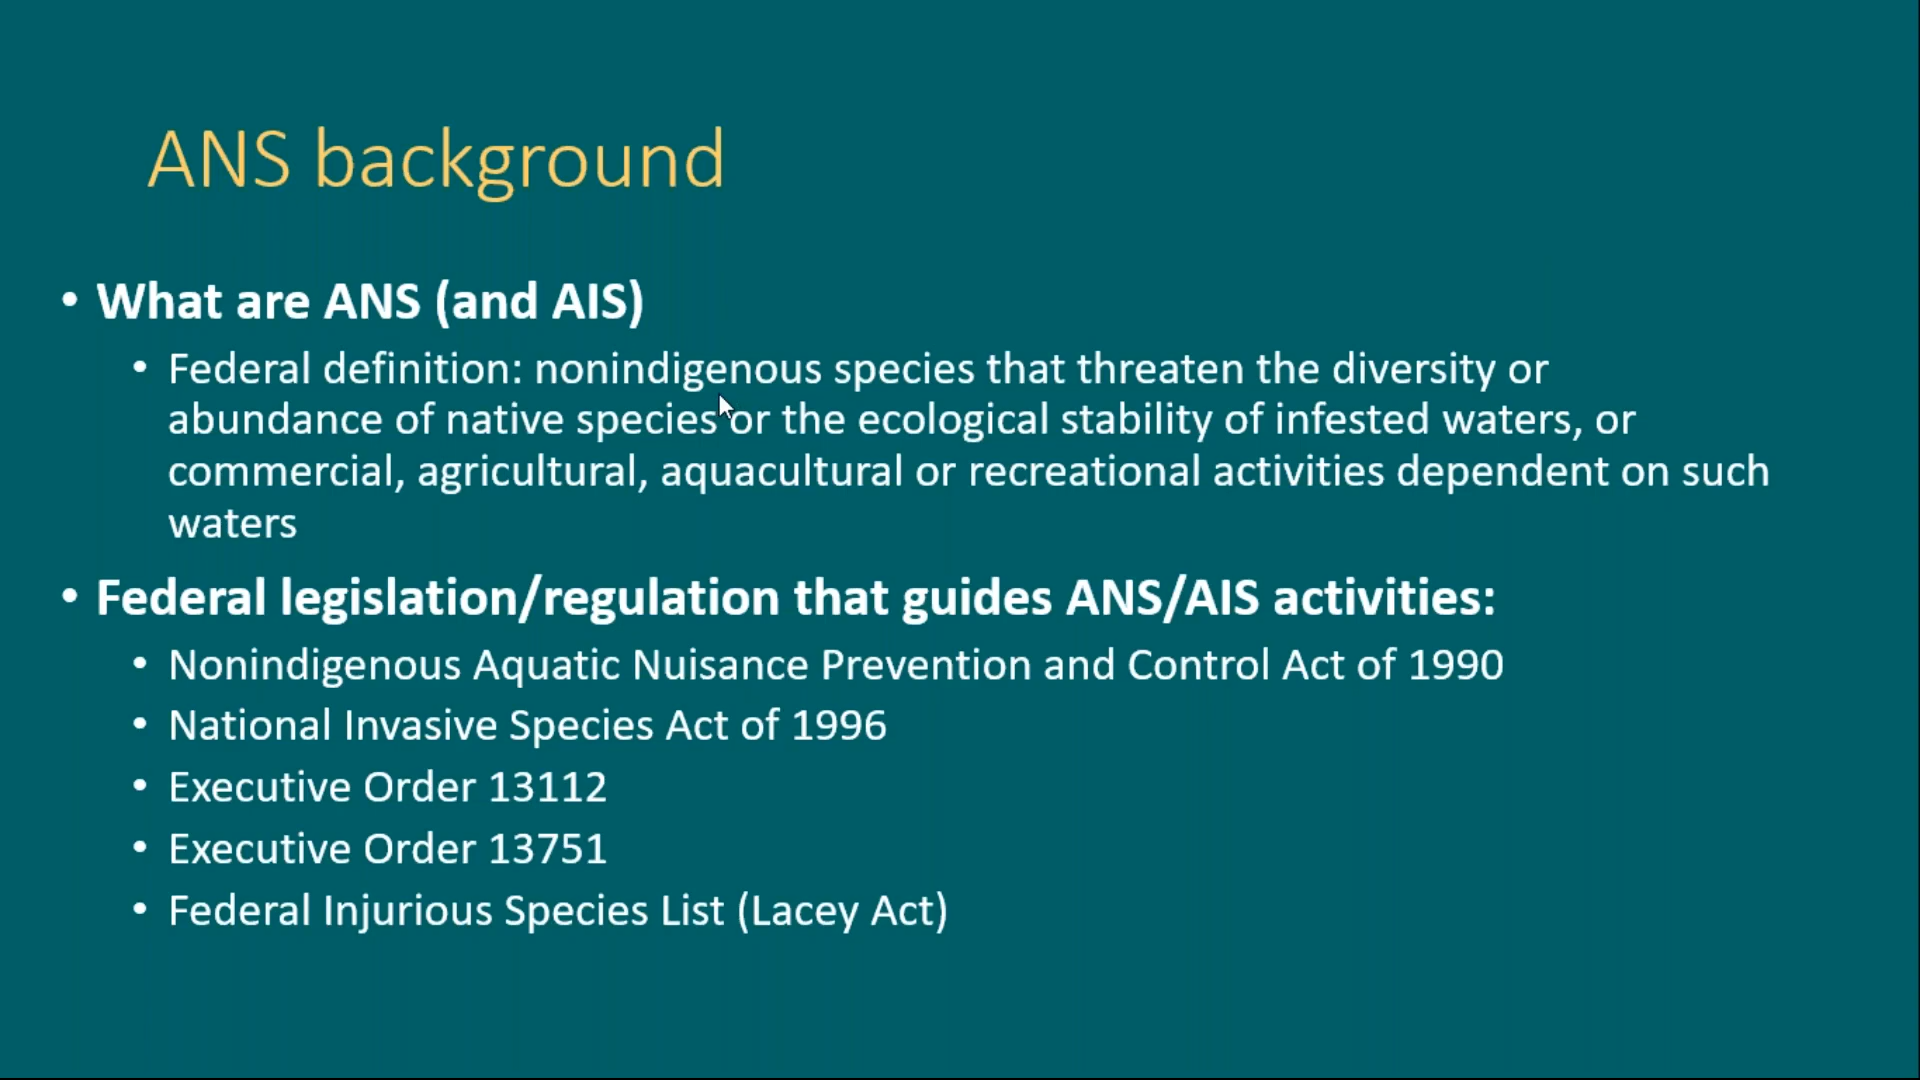 ANS background
• What are ANS (and AIS)
• Federal definition: nonindigenous species that threaten the diversity or
abundance of native species or the ecological stability of infested waters, or
commercial, agricultural, aquacultural or recreational activities dependent on such
waters
• Federal legislation/regulation that guides ANS/AIS activities:
• Nonindigenous Aquatic Nuisance Prevention and Control Act of 1990
• National Invasive Species Act of 1996
• Executive Order 13112
• Executive Order 13751
• Federal Injurious Species List (Lacey Act)